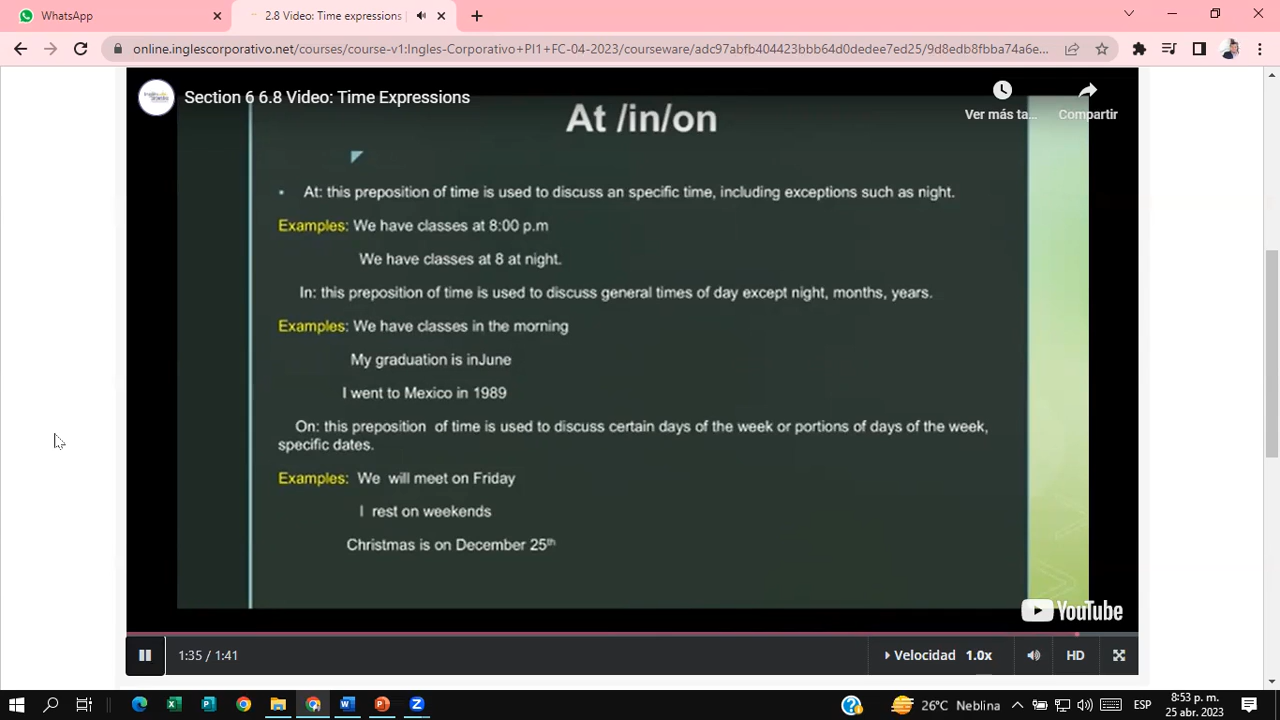 WhatsApp
2.8 Video: Time expressions |
online.inglescorporativo.net/courses/course-v1:Ingles-Corporativo+PI1+FC-04-2023/courseware/adc97abfb404423bbb64d0dedee7ed25/9d8edb8fbba74a6e...
Section 6 6.8 Video: Time Expressions
Ver más ta...
Compartir
At /in/on
At: this preposition of time is used to discuss an specific time, including exceptions such as night.
Examples: We have classes at 8:00 p.m
We have classes at 8 at night.
In: this preposition of time is used to discuss general times of day except night, months, years.
Examples: We have classes in the morning
My graduation is inJune
I went to Mexico in 1989
On: this preposition of time is used to discuss certain days of the week or portions of days of the week,
specific dates.
Examples: We will meet on Friday
I rest on weekends
Christmas is on December 25th
YouTube
1:35 / 1:41
Velocidad 1.0x
HD
26°C Neblina
ESP
8:53 p. m.
25 abr. 2023